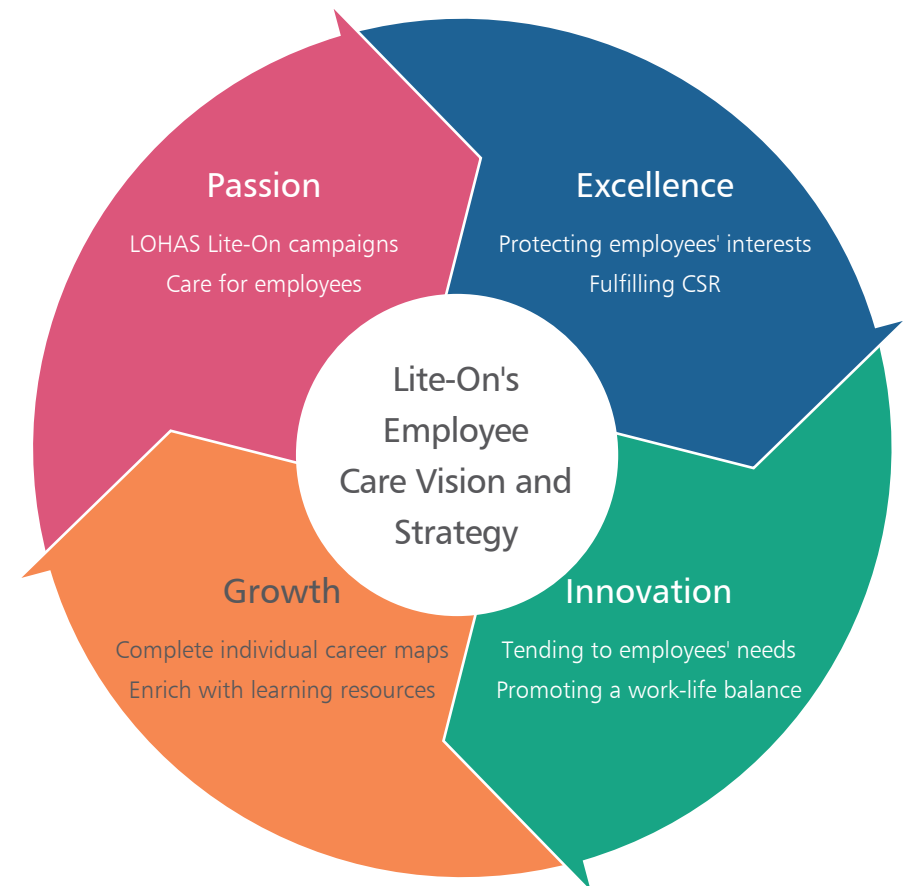 Passion
LOHAS Lite-On campaigns
Care for employees
Excellence
Protecting employees' interests
Fulfilling CSR
Lite-On's
Employee
Care Vision and
Strategy
Growth
Complete individual career maps
Enrich with learning resources
Innovation
Tending to employees' needs
Promoting a work-life balance